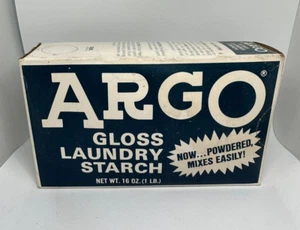 ARGO®
GLOSS
LAUNDRY
STARCH
NET WT. 16 OZ. (1 LB.)
NOW...POWDERED,
MIXES EASILY!